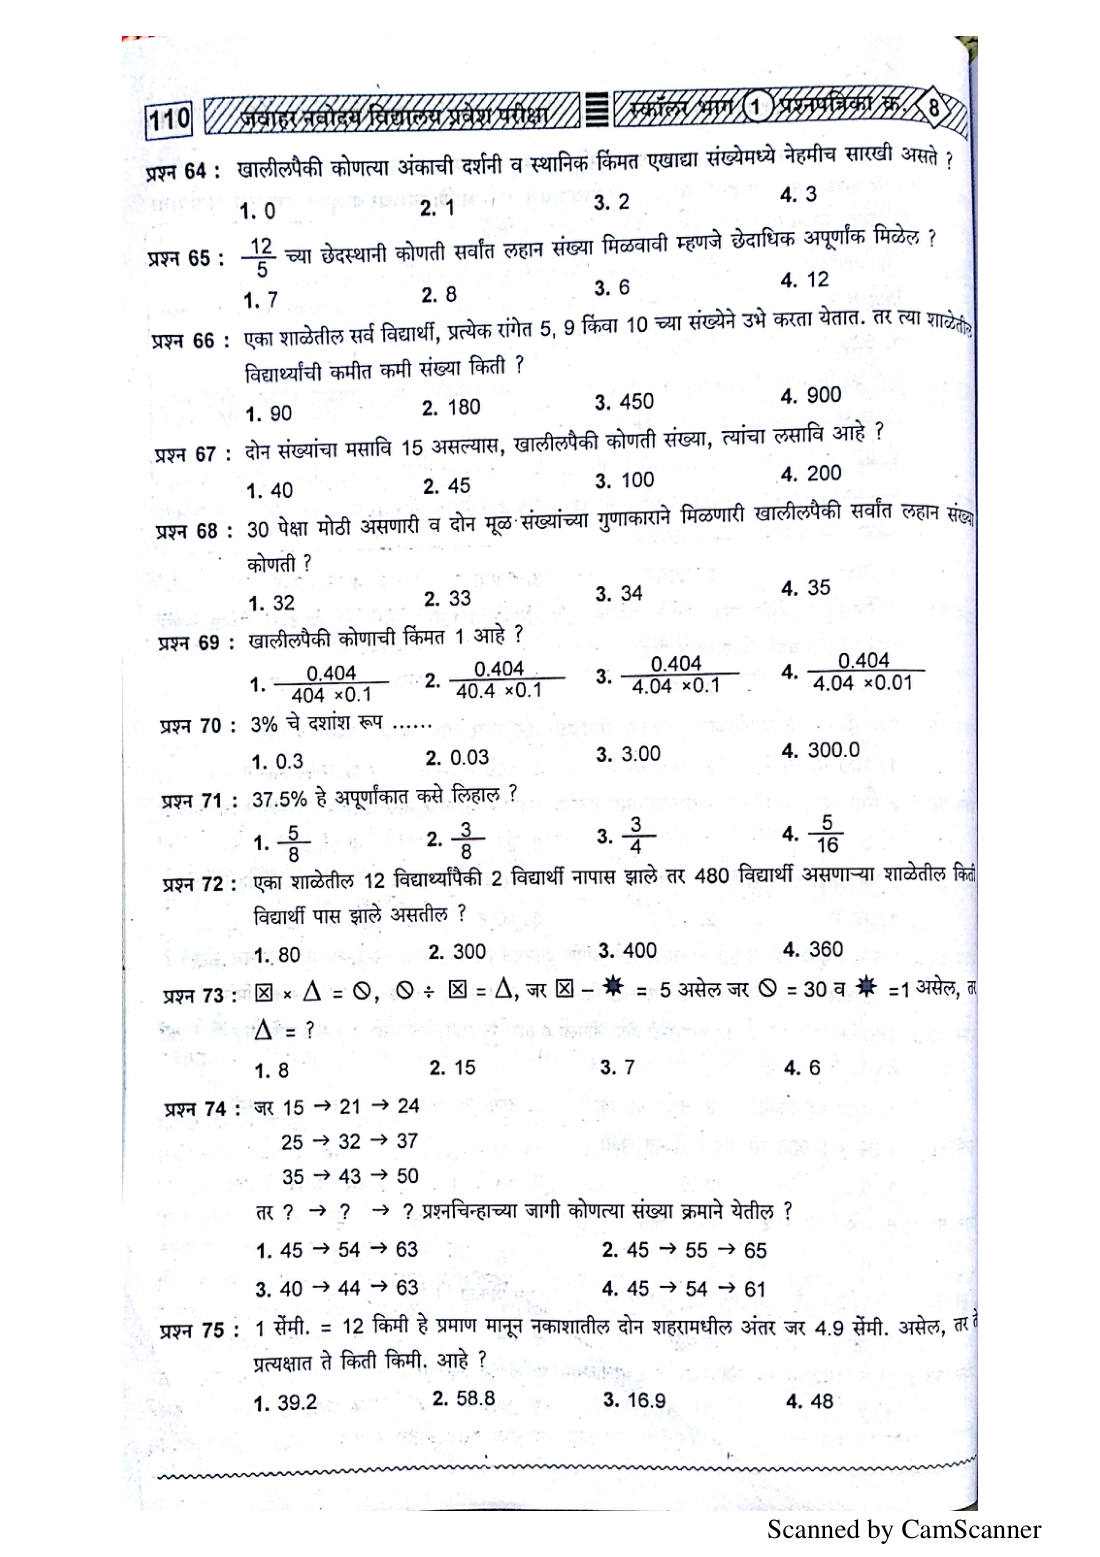 110 जवाहर नवोदय विद्यालय प्रवेश परीक्षा स्कॉलर भाग 1 प्रश्नपत्रिका क्र. 8
प्रश्न 64 : खालीलपैकी कोणत्या अंकाची दर्शनी व स्थानिक किंमत एखाद्या संख्येमध्ये नेहमीच सारखी असते ?
1. 0 2. 1 3. 2 4. 3
प्रश्न 65 : 12/5 च्या छेदस्थानी कोणती सर्वांत लहान संख्या मिळवावी म्हणजे छेदाधिक अपूर्णांक मिळेल ?
1. 7 2. 8 3. 6 4. 12
प्रश्न 66 : एका शाळेतील सर्व विद्यार्थी, प्रत्येक रांगेत 5, 9 किंवा 10 च्या संख्येने उभे करता येतात. तर त्या शाळेतील
विद्यार्थ्यांची कमीत कमी संख्या किती ?
1. 90 2. 180 3. 450 4. 900
प्रश्न 67 : दोन संख्यांचा मसावि 15 असल्यास, खालीलपैकी कोणती संख्या, त्यांचा लसावि आहे ?
1. 40 2. 45 3. 100 4. 200
प्रश्न 68 : 30 पेक्षा मोठी असणारी व दोन मूळ संख्यांच्या गुणाकाराने मिळणारी खालीलपैकी सर्वांत लहान संख्या
कोणती ?
1. 32 2. 33 3. 34 4. 35
प्रश्न 69 : खालीलपैकी कोणाची किंमत 1 आहे ?
1. 0.404/404 ×0.1 2. 0.404/40.4 ×0.1 3. 0.404/4.04 ×0.1 4. 0.404/4.04 ×0.01
प्रश्न 70 : 3% चे दशांश रूप ......
1. 0.3 2. 0.03 3. 3.00 4. 300.0
प्रश्न 71 : 37.5% हे अपूर्णांकात कसे लिहाल ?
1. 5/8 2. 3/8 3. 3/4 4. 5/16
प्रश्न 72 : एका शाळेतील 12 विद्यार्थ्यांपैकी 2 विद्यार्थी नापास झाले तर 480 विद्यार्थी असणाऱ्या शाळेतील किती
विद्यार्थी पास झाले असतील ?
1. 80 2. 300 3. 400 4. 360
प्रश्न 73 : ☒ × Δ = ⃠, ⃠ ÷ ☒ = Δ, जर ☒ – ✹ = 5 असेल जर ⃠ = 30 व ✹ =1 असेल, तर
Δ = ?
1. 8 2. 15 3. 7 4. 6
प्रश्न 74 : जर 15 → 21 → 24
25 → 32 → 37
35 → 43 → 50
तर ? → ? → ? प्रश्नचिन्हाच्या जागी कोणत्या संख्या क्रमाने येतील ?
1. 45 → 54 → 63 2. 45 → 55 → 65
3. 40 → 44 → 63 4. 45 → 54 → 61
प्रश्न 75 : 1 सेंमी. = 12 किमी हे प्रमाण मानून नकाशातील दोन शहरामधील अंतर जर 4.9 सेंमी. असेल, तर ते
प्रत्यक्षात ते किती किमी. आहे ?
1. 39.2 2. 58.8 3. 16.9 4. 48
Scanned by CamScanner